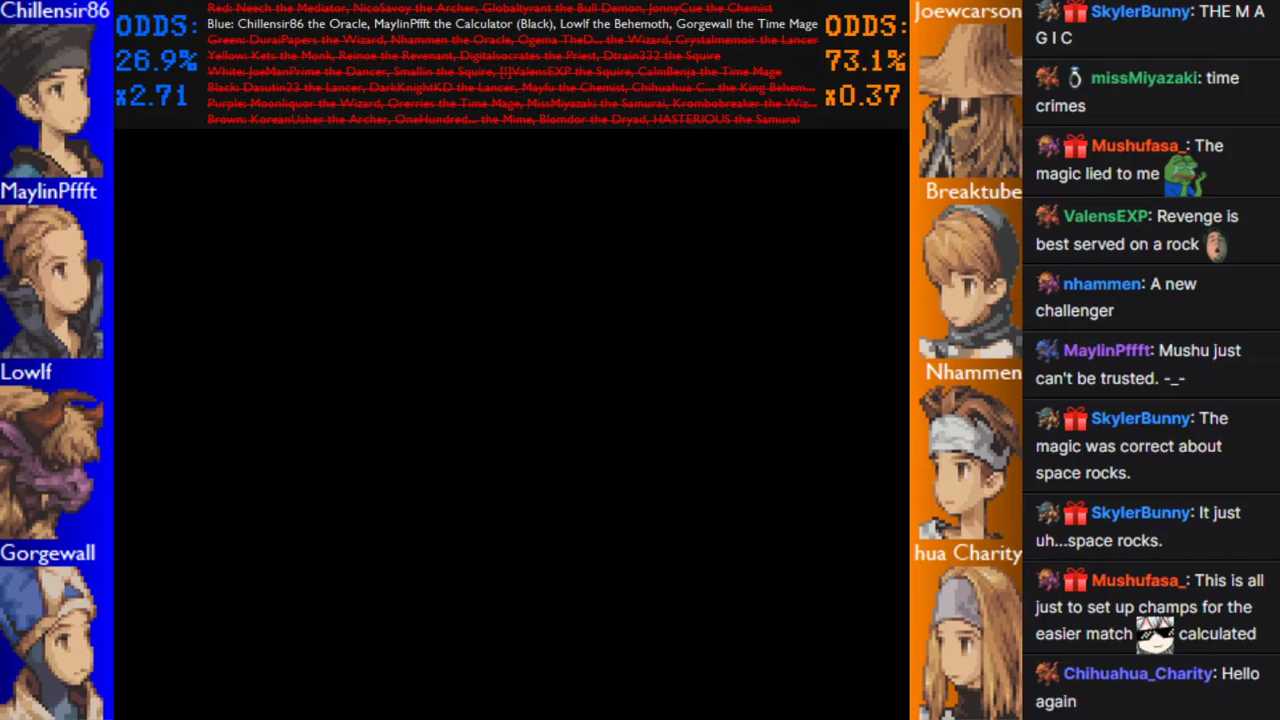 Chillensir86
ODDS:
26.9%
x2.71
Red: Neech the Mediator, NicoSavoy the Archer, Globaltyrant the Bull Demon, JonnyCue the Chemist
Blue: Chillensir86 the Oracle, MaylinPffft the Calculator (Black), Lowlf the Behemoth, Gorgewall the Time Mage
Green: DuraiPapers the Wizard, Nhammen the Oracle, Ogema TheD... the Wizard, Crystalmemoir the Lancer
Yellow: Kets the Monk, Reinoe the Revenant, Digitalsocrates the Priest, Dtrain332 the Squire
White: JoeManPrime the Dancer, Smallin the Squire, [!]ValensEXP the Squire, CalmBenja the Time Mage
Black: Dasutin23 the Lancer, DarkKnightKD the Lancer, Mayfu the Chemist, Chihuahua C... the King Behem...
Purple: Moonliquor the Wizard, Orerries the Time Mage, MissMiyazaki the Samurai, Krombobreaker the Wiz...
Brown: KoreanUsher the Archer, OneHundred... the Mime, Blomdor the Dryad, HASTERIOUS the Samurai
ODDS:
73.1%
x0.37
MaylinPffft
Lowlf
Gorgewall
Joewcarson
Breaktube
Nhammen
hua Charity
SkylerBunny: THE M A
G I C
missMiyazaki: time
crimes
Mushufasa_: The
magic lied to me
ValensEXP: Revenge is
best served on a rock
nhammen: A new
challenger
MaylinPffft: Mushu just
can't be trusted. -_-
SkylerBunny: The
magic was correct about
space rocks.
SkylerBunny: It just
uh...space rocks.
Mushufasa_: This is all
just to set up champs for the
easier match calculated
Chihuahua_Charity: Hello
again